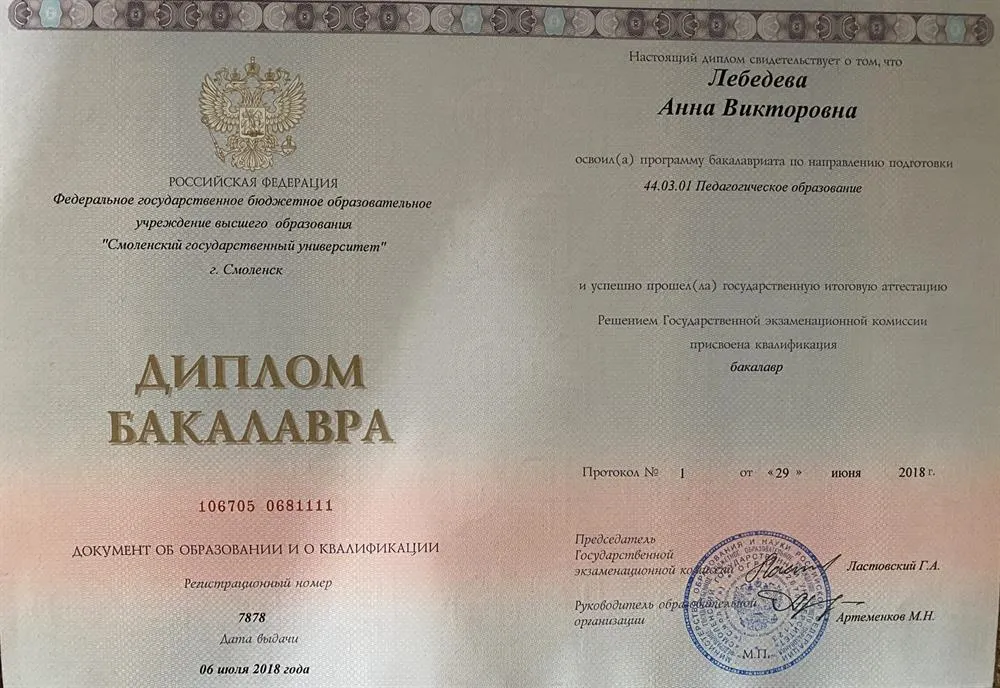 РОССИЙСКАЯ ФЕДЕРАЦИЯ
Федеральное государственное бюджетное образовательное
учреждение высшего образования
"Смоленский государственный университет"
г. Смоленск
ДИПЛОМ
БАКАЛАВРА
106705 0681111
ДОКУМЕНТ ОБ ОБРАЗОВАНИИ И О КВАЛИФИКАЦИИ
Регистрационный номер
7878
Дата выдачи
06 июля 2018 года
Настоящий диплом свидетельствует о том, что
Лебедева
Анна Викторовна
освоил(а) программу бакалавриата по направлению подготовки
44.03.01 Педагогическое образование
и успешно прошел(ла) государственную итоговую аттестацию
Решением Государственной экзаменационной комиссии
присвоена квалификация
бакалавр
Протокол № 1 от «29» июня 2018 г.
Председатель
Государственной
экзаменационной комиссии Ластовский Г.А.
Руководитель образовательной
организации Артеменков М.Н.
М.П.